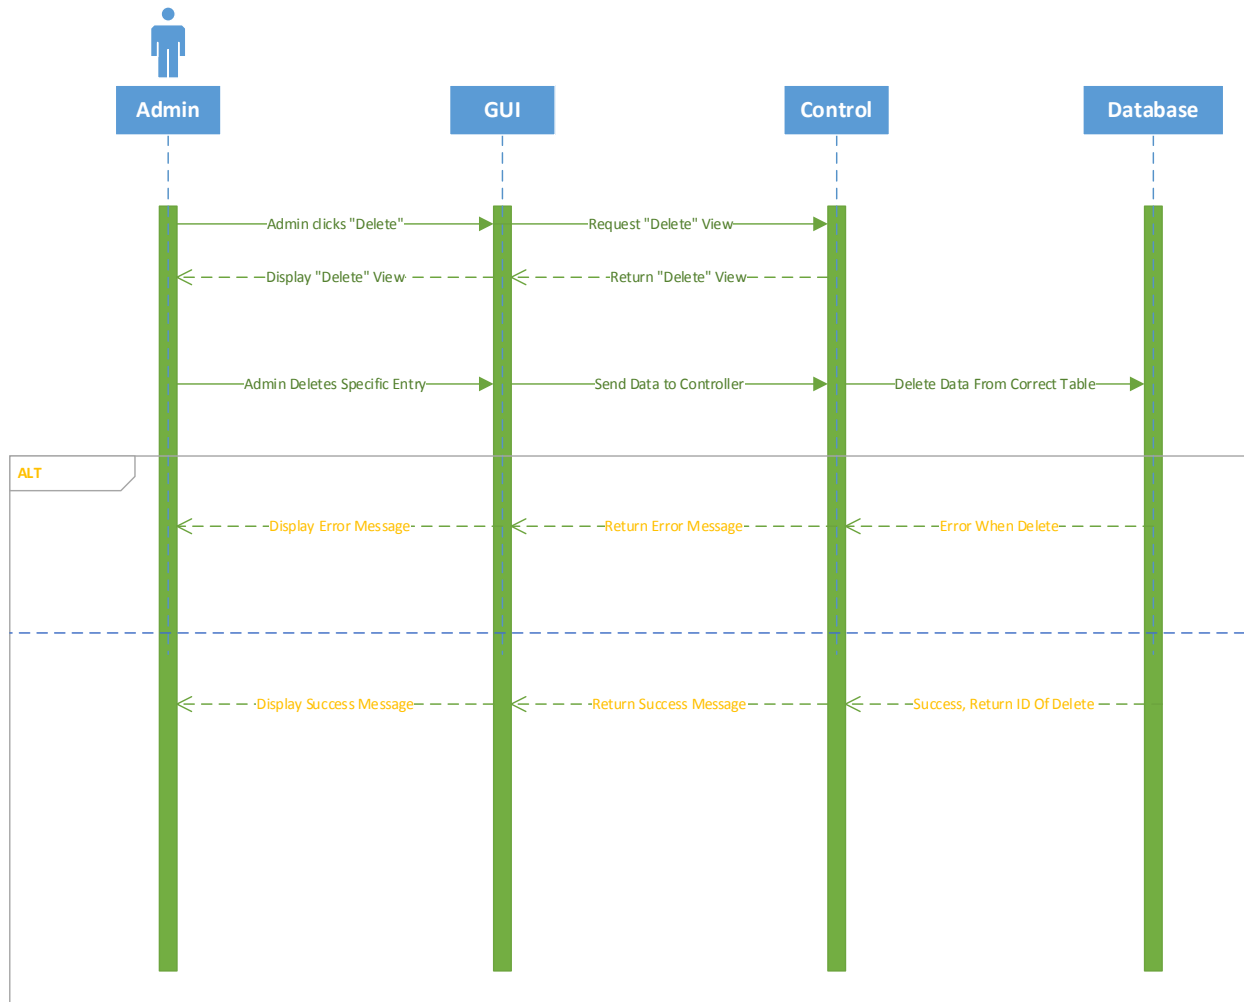 Admin
GUI
Control
Database
Admin clicks "Delete"
Request "Delete" View
Display "Delete" View
Return "Delete" View
Admin Deletes Specific Entry
Send Data to Controller
Delete Data From Correct Table
ALT
Display Error Message
Return Error Message
Error When Delete
Display Success Message
Return Success Message
Success, Return ID Of Delete